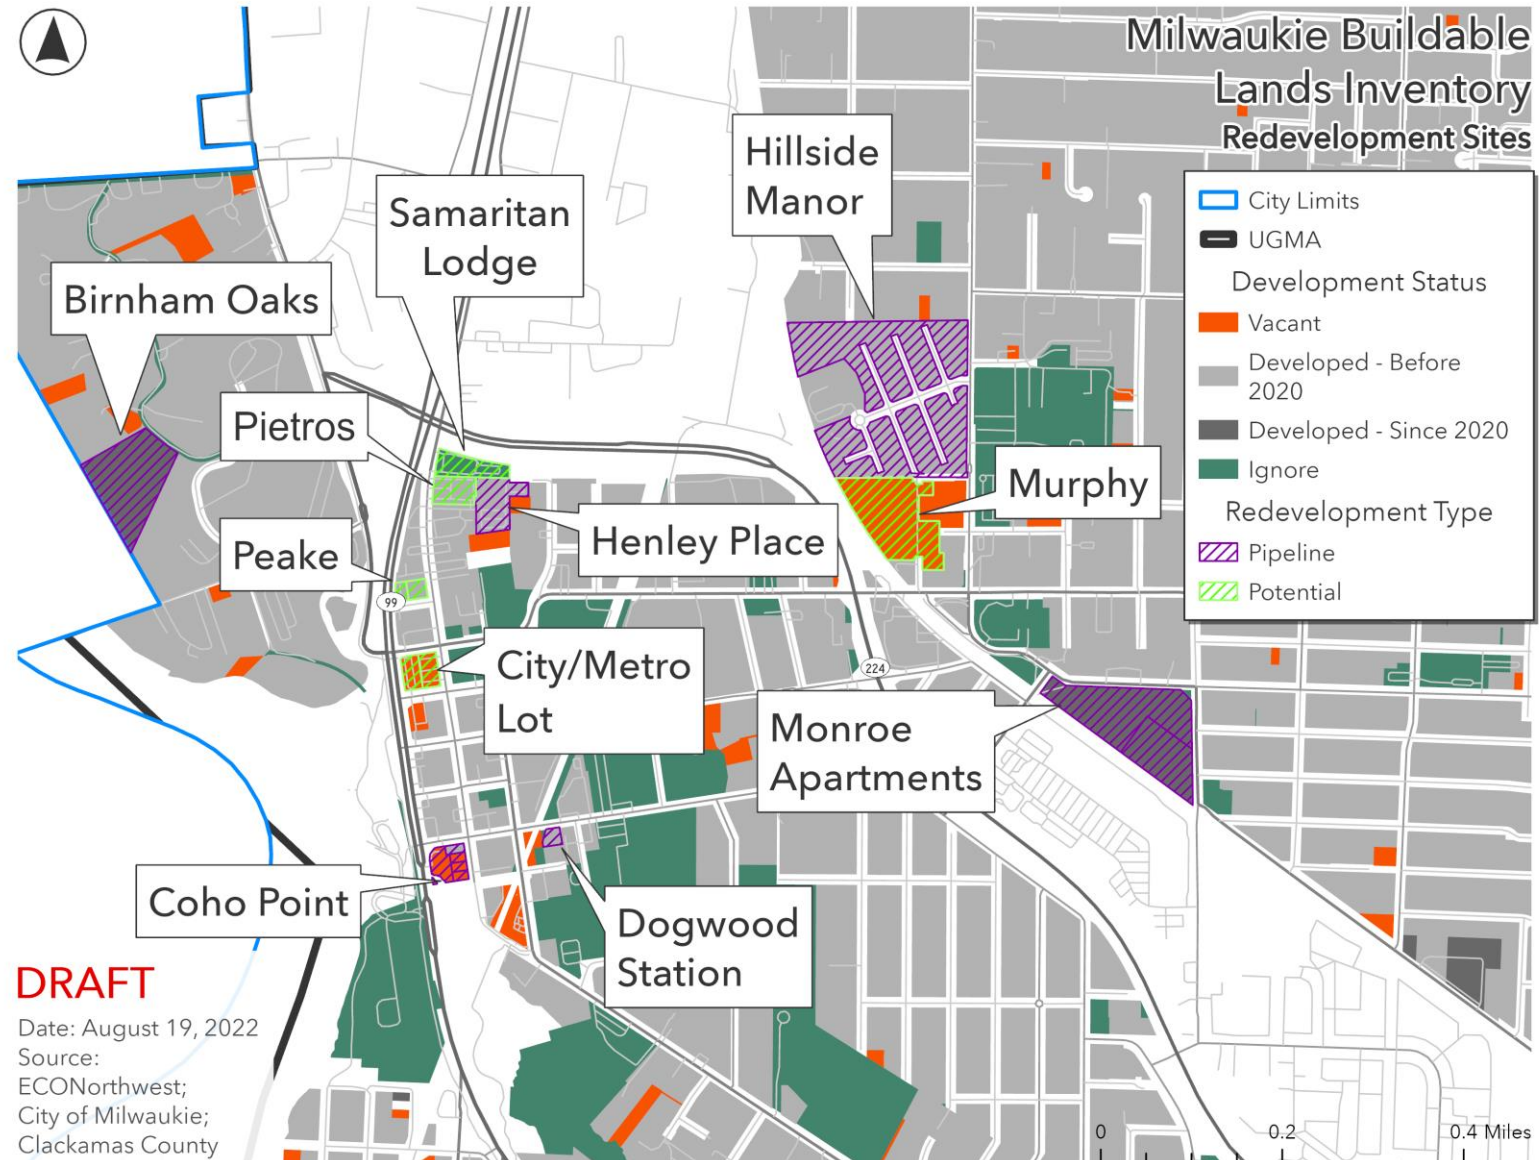 Milwaukie Buildable
Lands Inventory
Redevelopment Sites
City Limits
UGMA
Development Status
Vacant
Developed - Before
2020
Developed - Since 2020
Ignore
Redevelopment Type
Pipeline
Potential
Hillside
Manor
Samaritan
Lodge
Birnham Oaks
Pietros
Murphy
Henley Place
Peake
99
City/Metro
Lot
224
Monroe
Apartments
Coho Point
Dogwood
Station
DRAFT
Date: August 19, 2022
Source:
ECONorthwest;
City of Milwaukie;
Clackamas County
0 0.2 0.4 Miles